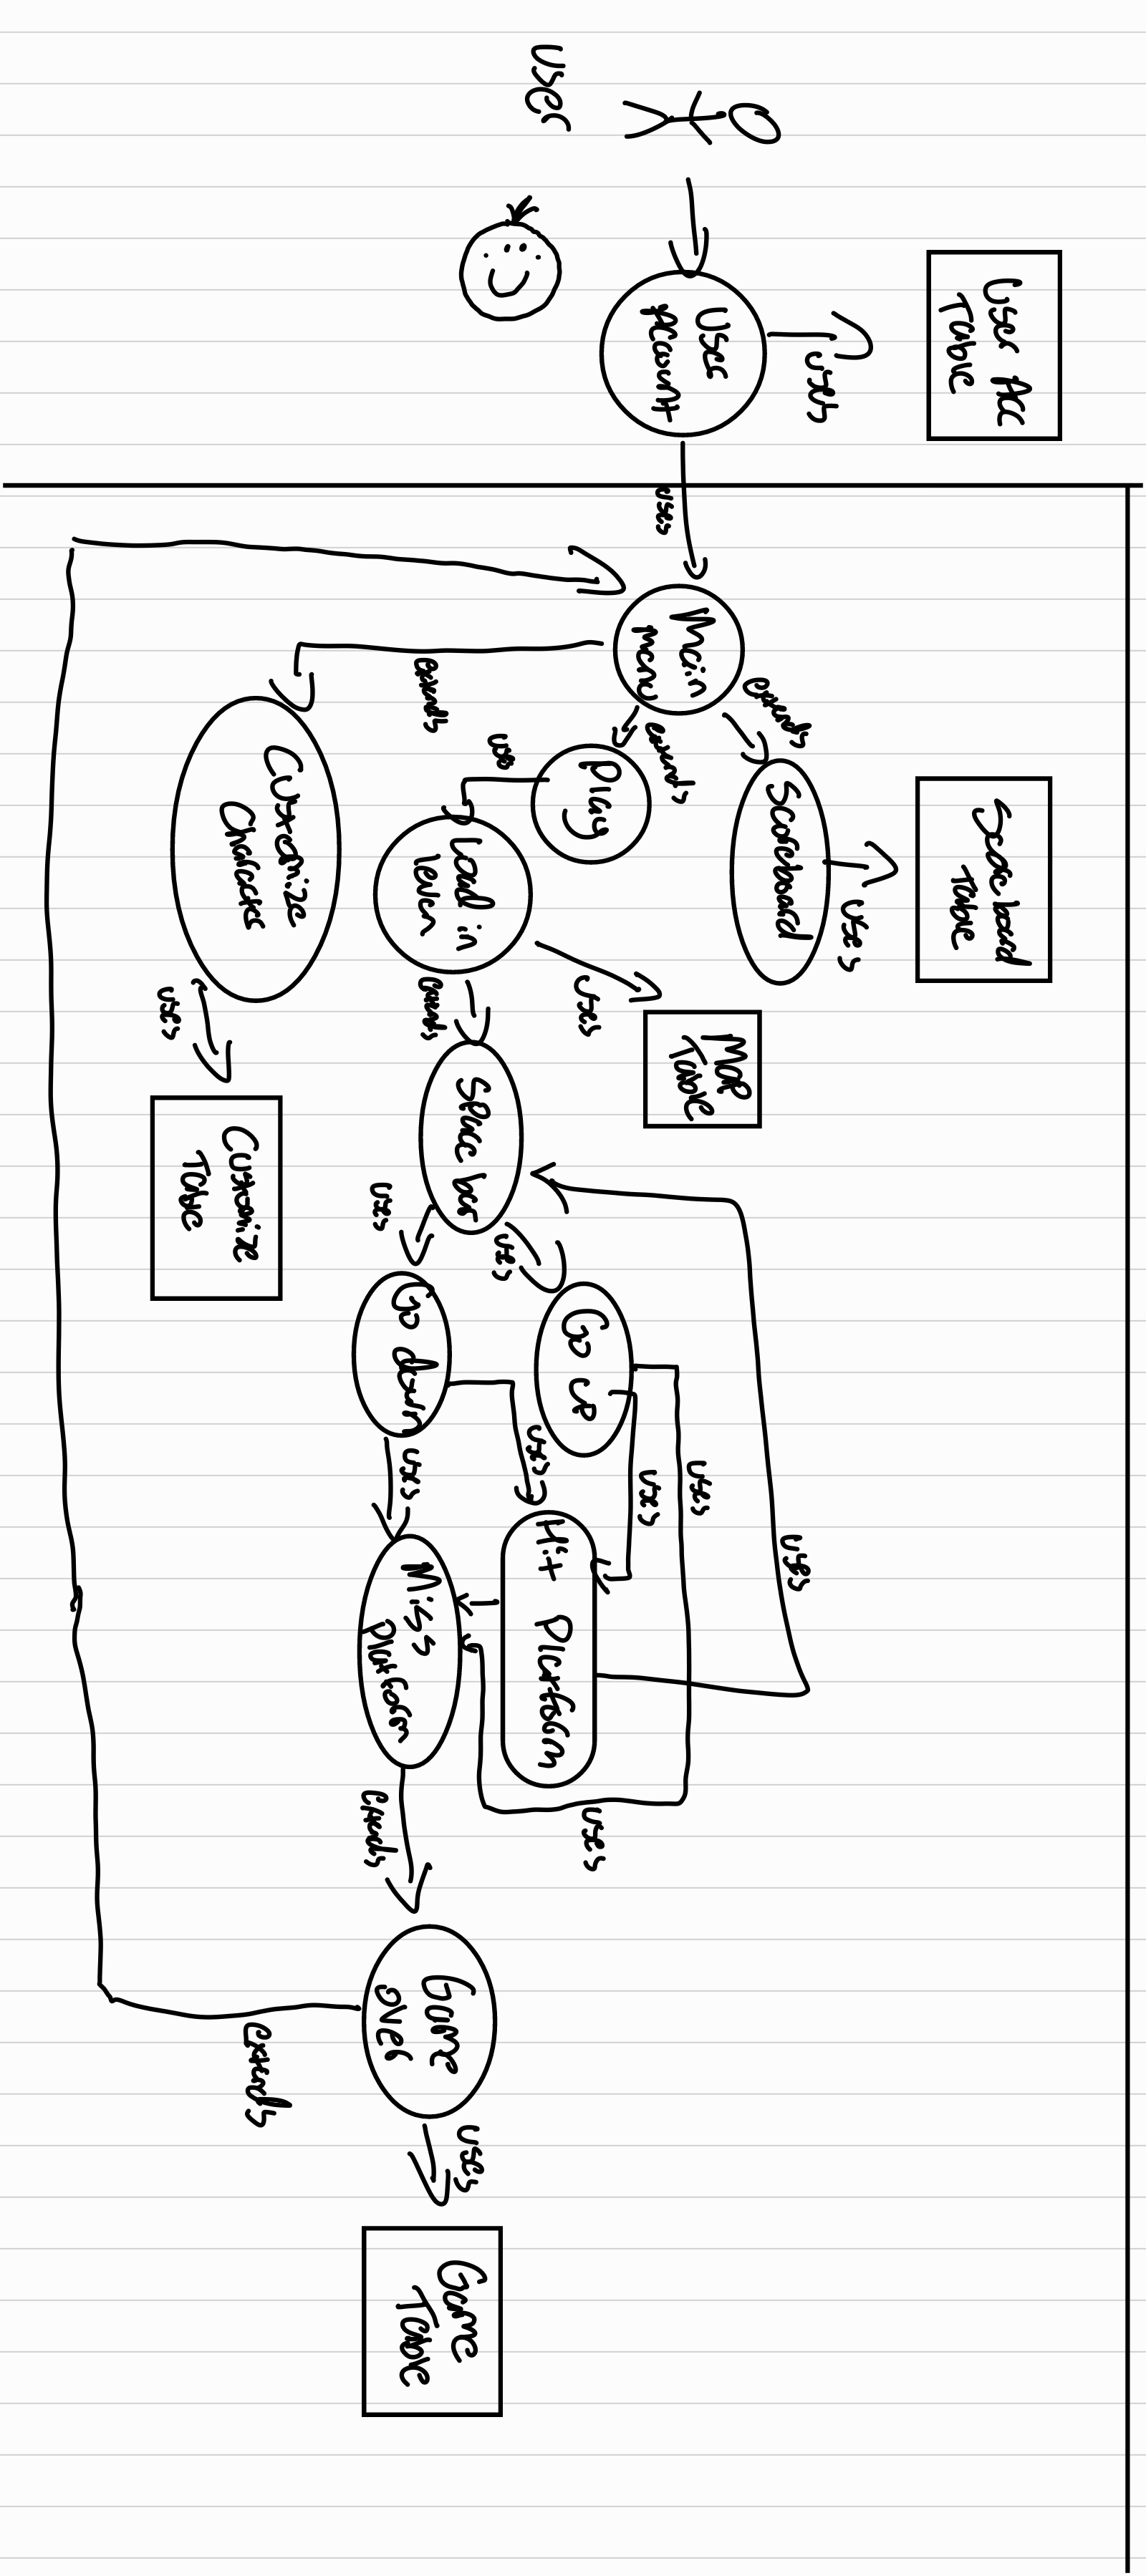 User
User
Account
uses
User Acc
Table
uses
Main
menu
extends
Scoreboard
uses
Scoreboard
Table
extends
Play
uses
Load in
uses
Map
Table
extends
Customize
Character
uses
Customize
Table
extends
Space bar
uses
Go up
uses
Go down
uses
uses
uses
uses
uses
Hit Platform
uses
Miss
Platform
extends
Game
over
extends
uses
Game
Table